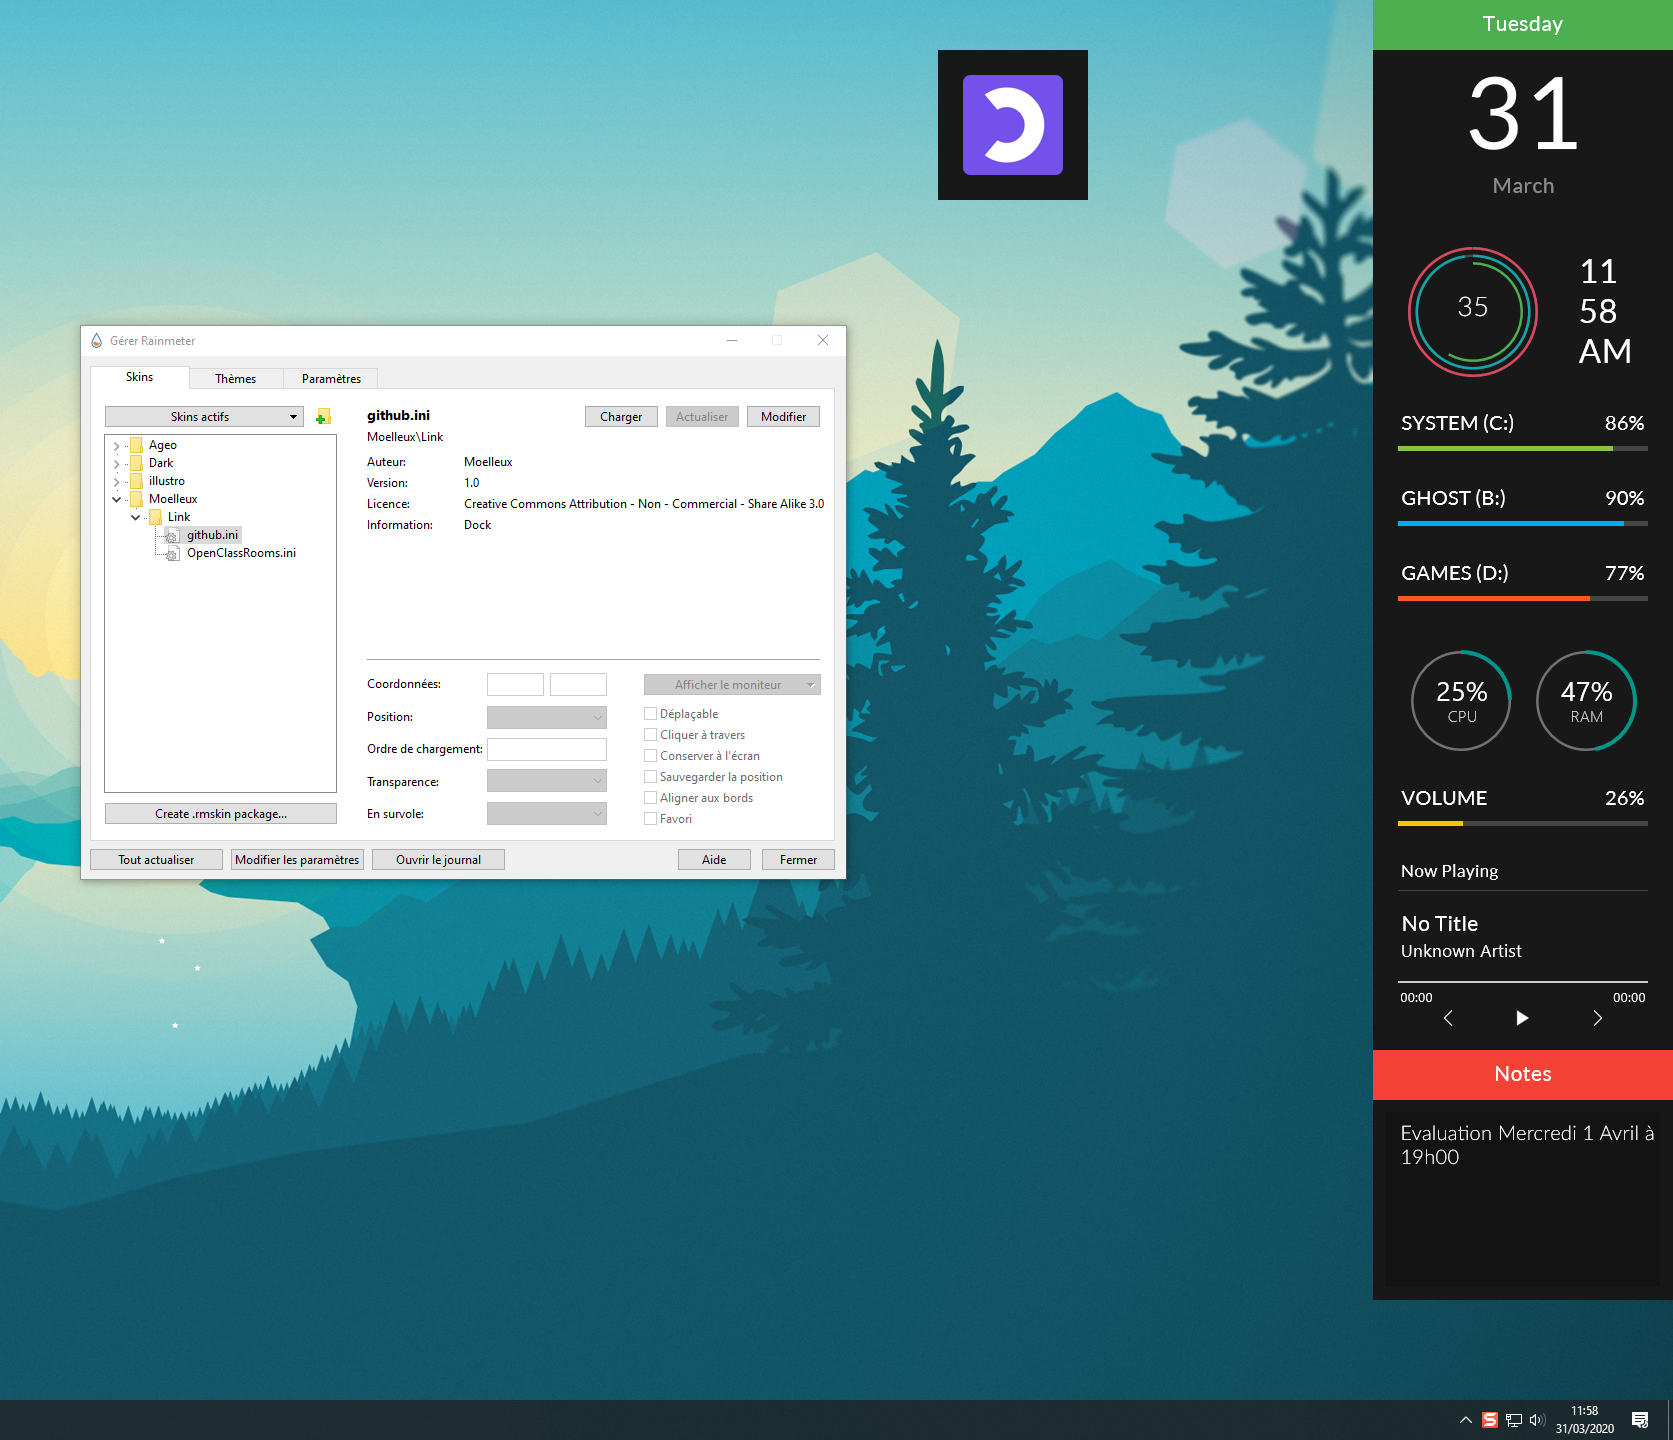 Gérer Rainmeter
Skins
Thèmes
Paramètres
Skins actifs
Ageo
Dark
illustro
Moelleux
Link
github.ini
OpenClassRooms.ini
Create .rmskin package...
github.ini
Moelleux\Link
Charger
Actualiser
Modifier
Auteur: Moelleux
Version: 1.0
Licence: Creative Commons Attribution - Non - Commercial - Share Alike 3.0
Information: Dock
Coordonnées:
Position:
Ordre de chargement:
Transparence:
En survole:
Afficher le moniteur
Déplaçable
Cliquer à travers
Conserver à l'écran
Sauvegarder la position
Aligner aux bords
Favori
Tout actualiser
Modifier les paramètres
Ouvrir le journal
Aide
Fermer
Tuesday
31
March
35
11
58
AM
SYSTEM (C:) 86%
GHOST (B:) 90%
GAMES (D:) 77%
25%
CPU
47%
RAM
VOLUME 26%
Now Playing
No Title
Unknown Artist
00:00 00:00
Notes
Evaluation Mercredi 1 Avril à
19h00
11:58
31/03/2020